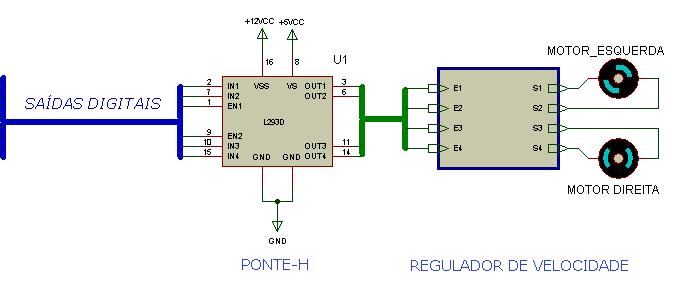 +12VCC +5VCC
U1
16 8
MOTOR_ESQUERDA
2 IN1 VSS VS OUT1 3
7 IN2 OUT2 6
1 EN1
L293D
9 EN2
10 IN3 OUT3 11
15 IN4 GND GND OUT4 14
SAÍDAS DIGITAIS
E1 S1
E2 S2
E3 S3
E4 S4
MOTOR DIREITA
GND
PONTE-H
REGULADOR DE VELOCIDADE